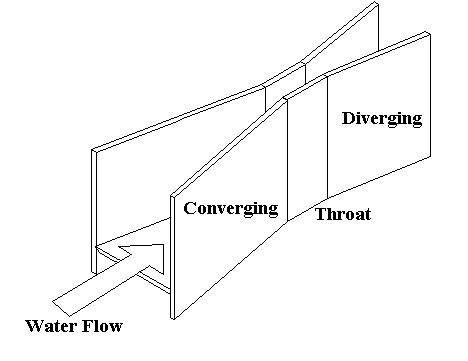 Diverging
Converging
Throat
Water Flow